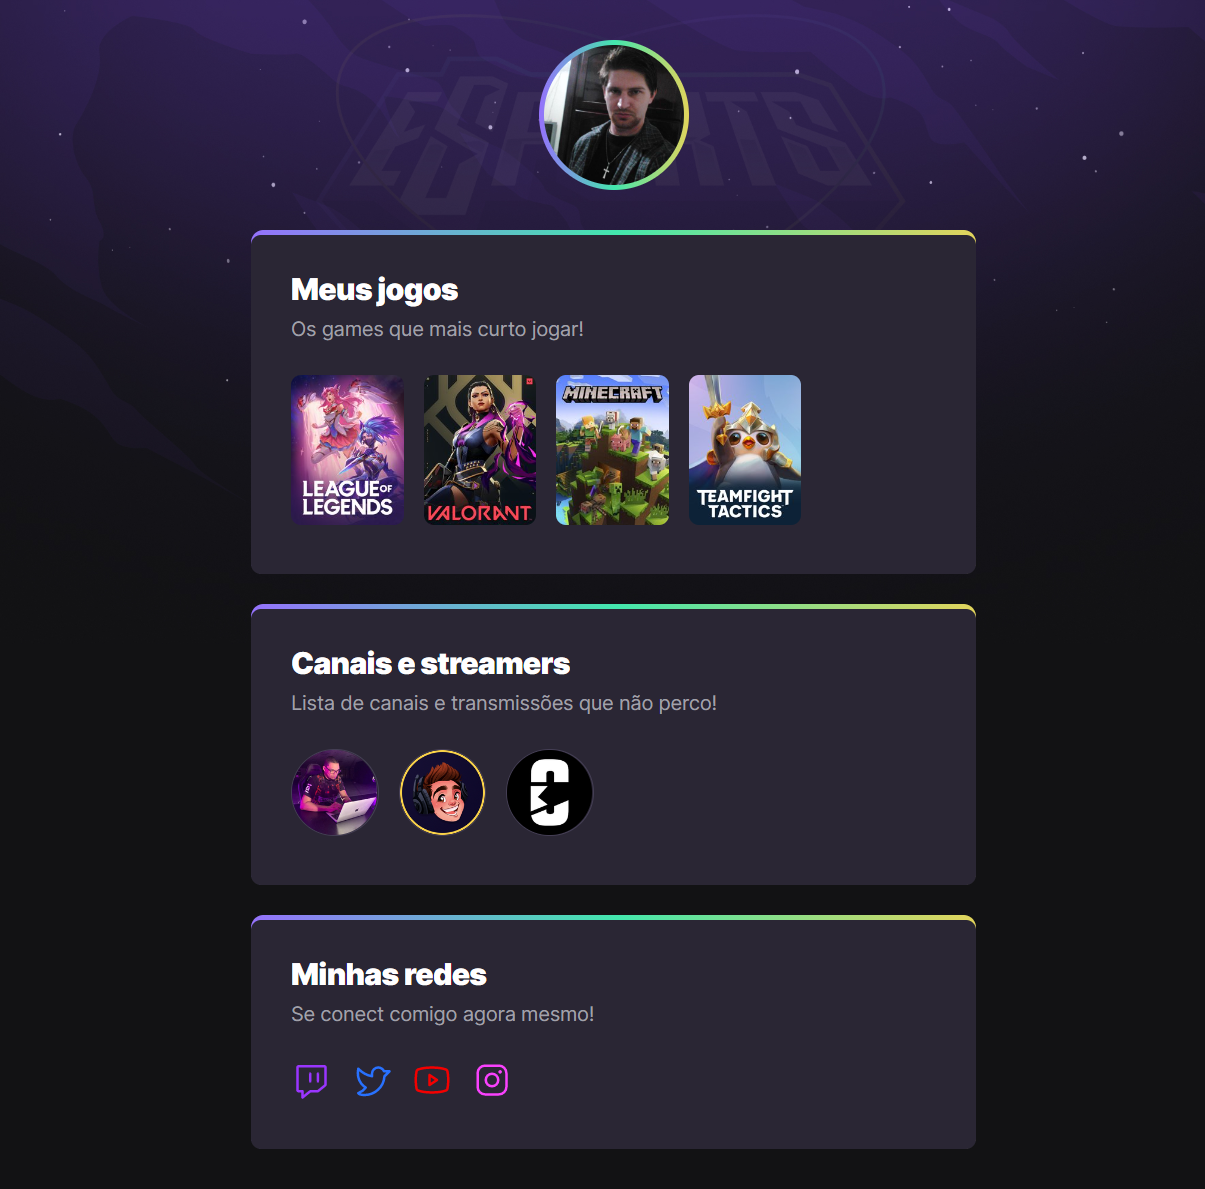 ESPORTS
Meus jogos
Os games que mais curto jogar!
LEAGUE OF
LEGENDS
VALORANT
MINECRAFT
TEAMFIGHT
TACTICS
Canais e streamers
Lista de canais e transmissões que não perco!
Minhas redes
Se conect comigo agora mesmo!